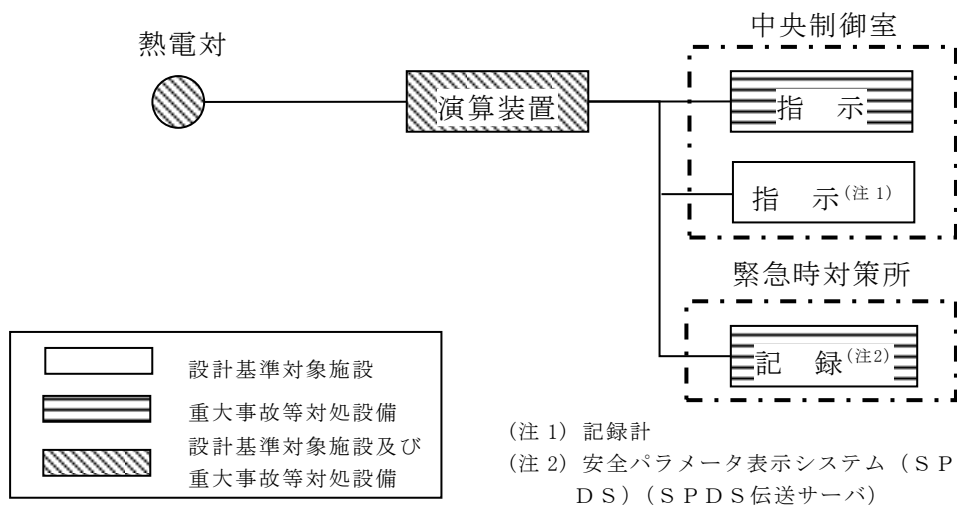 中央制御室
熱電対
演算装置
指　示
指　示(注 1)
緊急時対策所
記　録(注2)
設計基準対象施設
重大事故等対処設備
設計基準対象施設及び
重大事故等対処設備
(注 1) 記録計
(注 2) 安全パラメータ表示システム（ＳＰ
ＤＳ）（ＳＰＤＳ伝送サーバ）